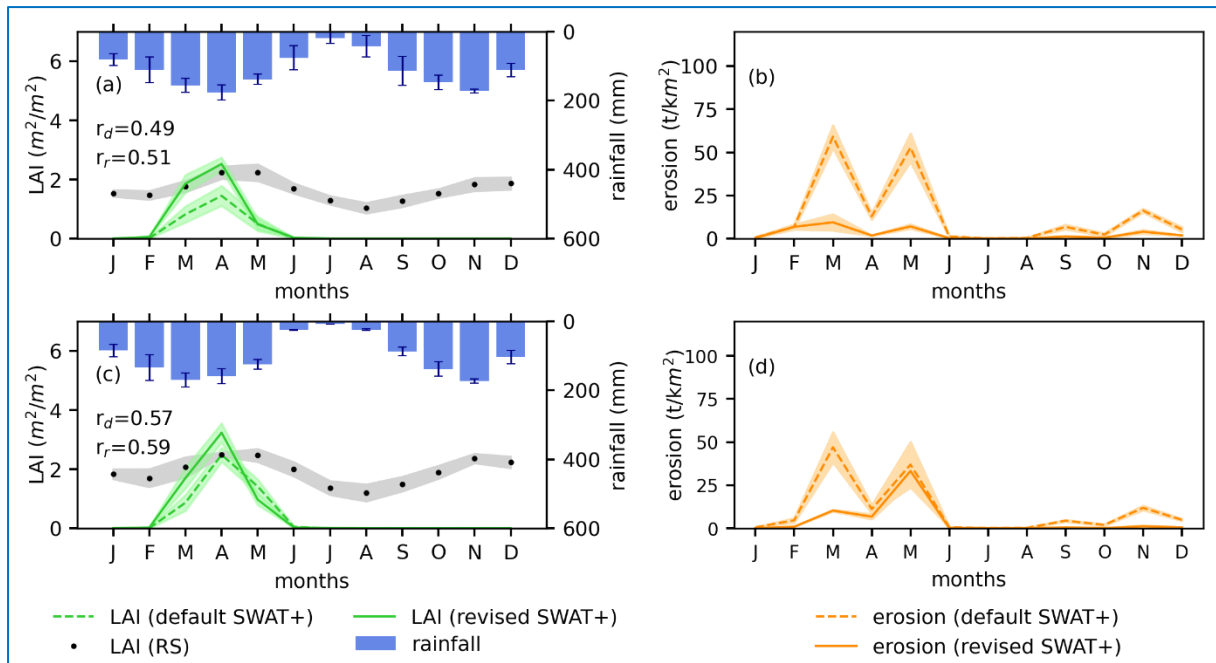 J F M A M J J A S O N D
6
4
2
0
LAI (m²/m²)
(a)
r_d=0.49
r_r=0.51
0
200
400
600
rainfall (mm)
J F M A M J J A S O N D
months
100
75
50
25
0
erosion (t/km²)
(b)
J F M A M J J A S O N D
months
6
4
2
0
LAI (m²/m²)
(c)
r_d=0.57
r_r=0.59
0
200
400
600
rainfall (mm)
J F M A M J J A S O N D
months
100
75
50
25
0
erosion (t/km²)
(d)
J F M A M J J A S O N D
months
LAI (default SWAT+)
LAI (revised SWAT+)
LAI (RS)
rainfall
erosion (default SWAT+)
erosion (revised SWAT+)